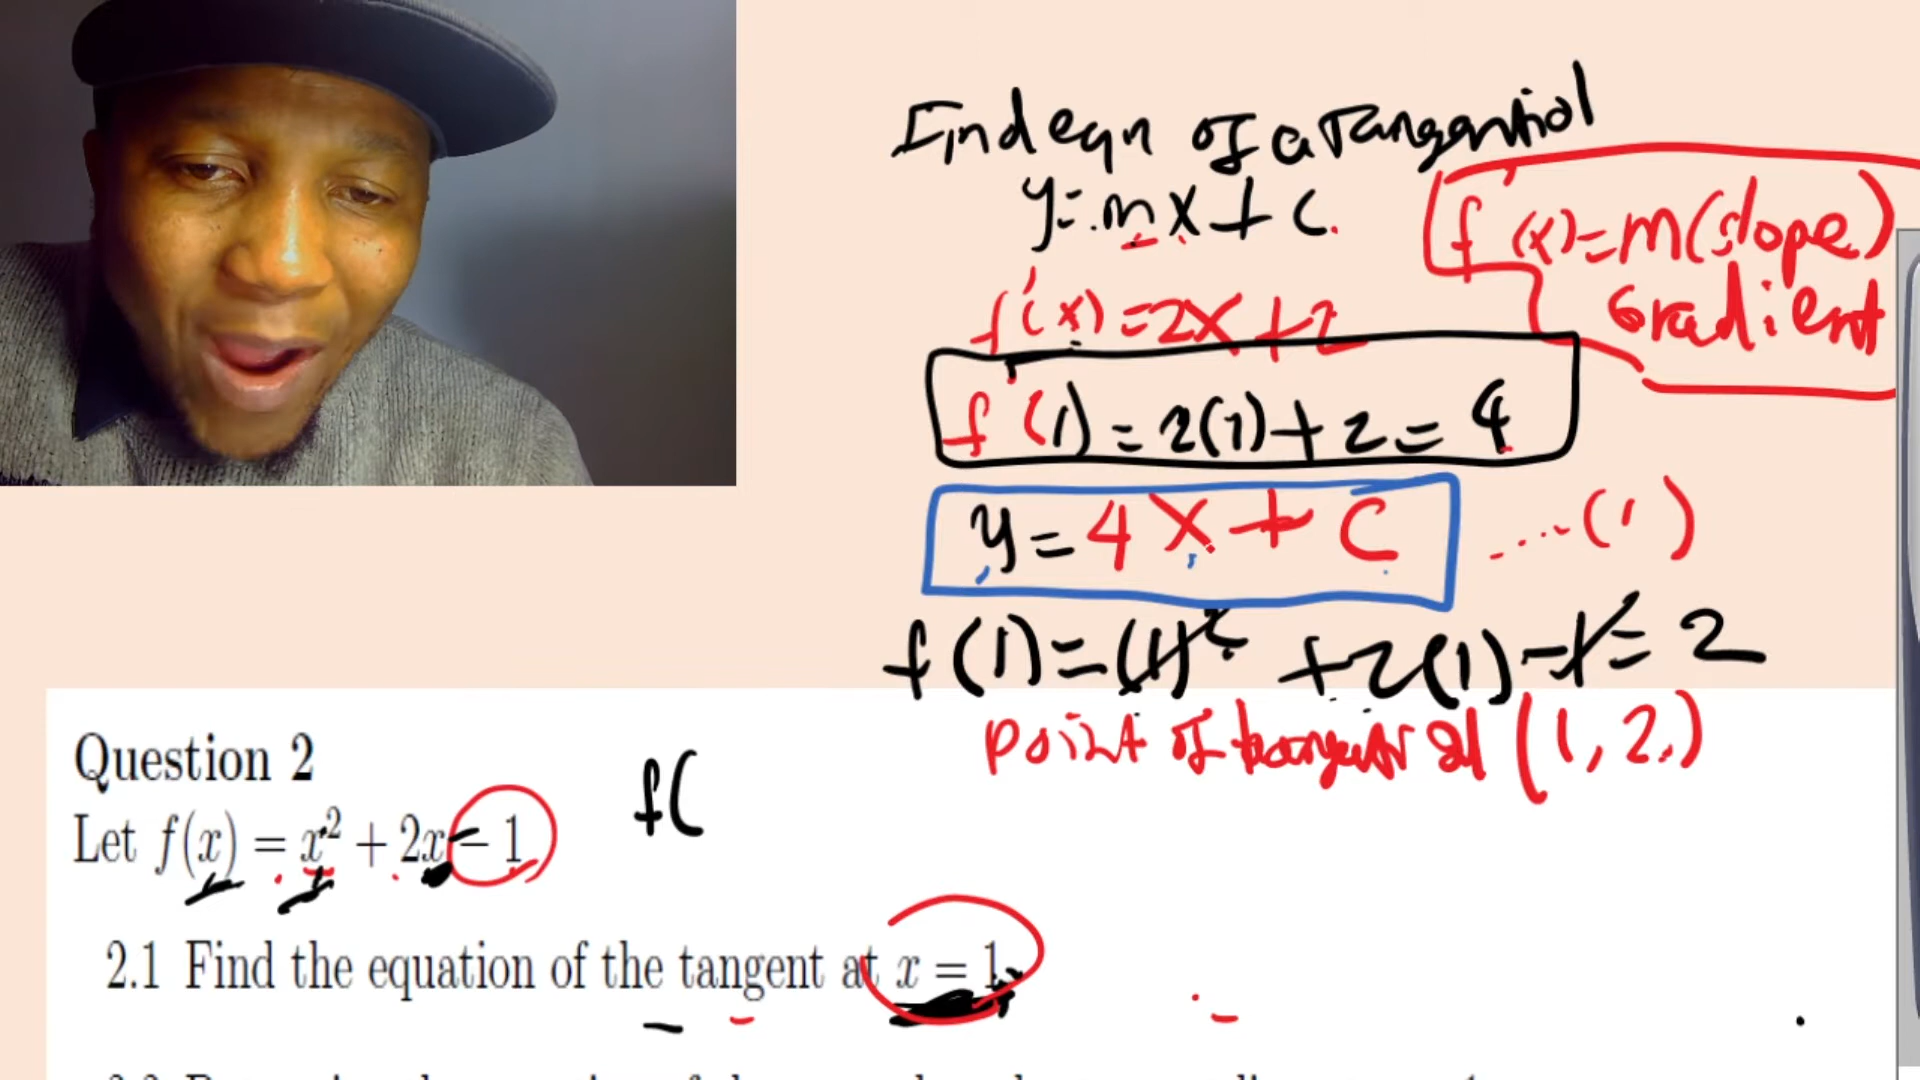 Find eqn of a Tangential
y = mx + c
f'(x) = m (slope)
Gradient
f'(x) = 2x + 2
f'(1) = 2(1) + 2 = 4
y = 4x + c ....(1)
f(1) = (1)² + 2(1) - 1 = 2
point of tangent at (1, 2)
Question 2
Let f(x) = x² + 2x − 1
f(
2.1 Find the equation of the tangent at x = 1,